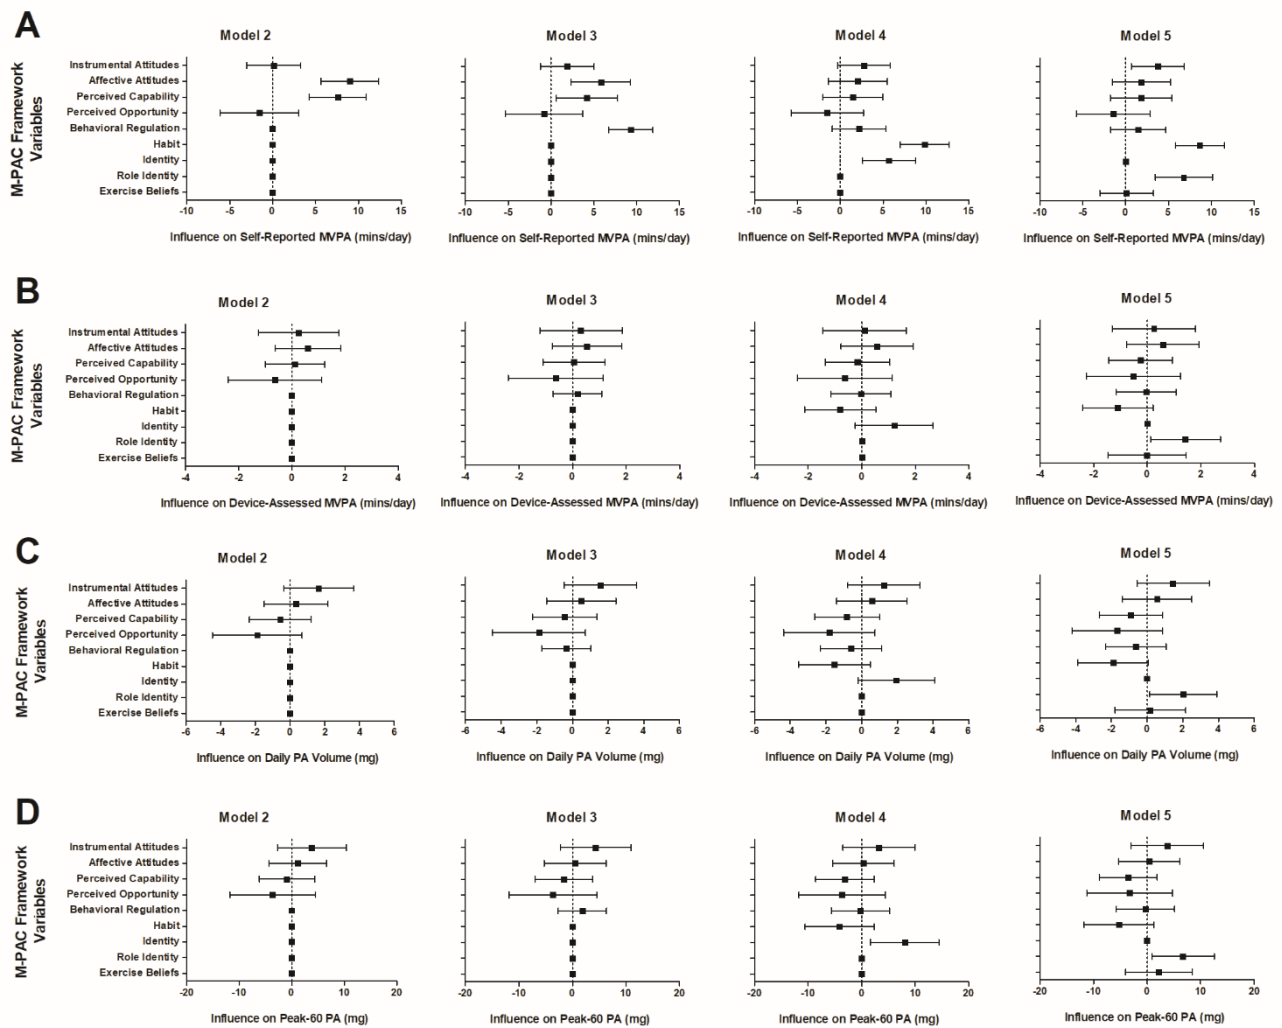 A
Model 2
Model 3
Model 4
Model 5
M-PAC Framework
Variables
Instrumental Attitudes
Affective Attitudes
Perceived Capability
Perceived Opportunity
Behavioral Regulation
Habit
Identity
Role Identity
Exercise Beliefs
-10 -5 0 5 10 15
-10 -5 0 5 10 15
-10 -5 0 5 10 15
-10 -5 0 5 10 15
Influence on Self-Reported MVPA (mins/day)
Influence on Self-Reported MVPA (mins/day)
Influence on Self-Reported MVPA (mins/day)
Influence on Self-Reported MVPA (mins/day)
B
Model 2
Model 3
Model 4
Model 5
M-PAC Framework
Variables
Instrumental Attitudes
Affective Attitudes
Perceived Capability
Perceived Opportunity
Behavioral Regulation
Habit
Identity
Role Identity
Exercise Beliefs
-4 -2 0 2 4
-4 -2 0 2 4
-4 -2 0 2 4
-4 -2 0 2 4
Influence on Device-Assessed MVPA (mins/day)
Influence on Device-Assessed MVPA (mins/day)
Influence on Device-Assessed MVPA (mins/day)
Influence on Device-Assessed MVPA (mins/day)
C
Model 2
Model 3
Model 4
Model 5
M-PAC Framework
Variables
Instrumental Attitudes
Affective Attitudes
Perceived Capability
Perceived Opportunity
Behavioral Regulation
Habit
Identity
Role Identity
Exercise Beliefs
-6 -4 -2 0 2 4 6
-6 -4 -2 0 2 4 6
-6 -4 -2 0 2 4 6
-6 -4 -2 0 2 4 6
Influence on Daily PA Volume (mg)
Influence on Daily PA Volume (mg)
Influence on Daily PA Volume (mg)
Influence on Daily PA Volume (mg)
D
Model 2
Model 3
Model 4
Model 5
M-PAC Framework
Variables
Instrumental Attitudes
Affective Attitudes
Perceived Capability
Perceived Opportunity
Behavioral Regulation
Habit
Identity
Role Identity
Exercise Beliefs
-20 -10 0 10 20
-20 -10 0 10 20
-20 -10 0 10 20
-20 -10 0 10 20
Influence on Peak-60 PA (mg)
Influence on Peak-60 PA (mg)
Influence on Peak-60 PA (mg)
Influence on Peak-60 PA (mg)